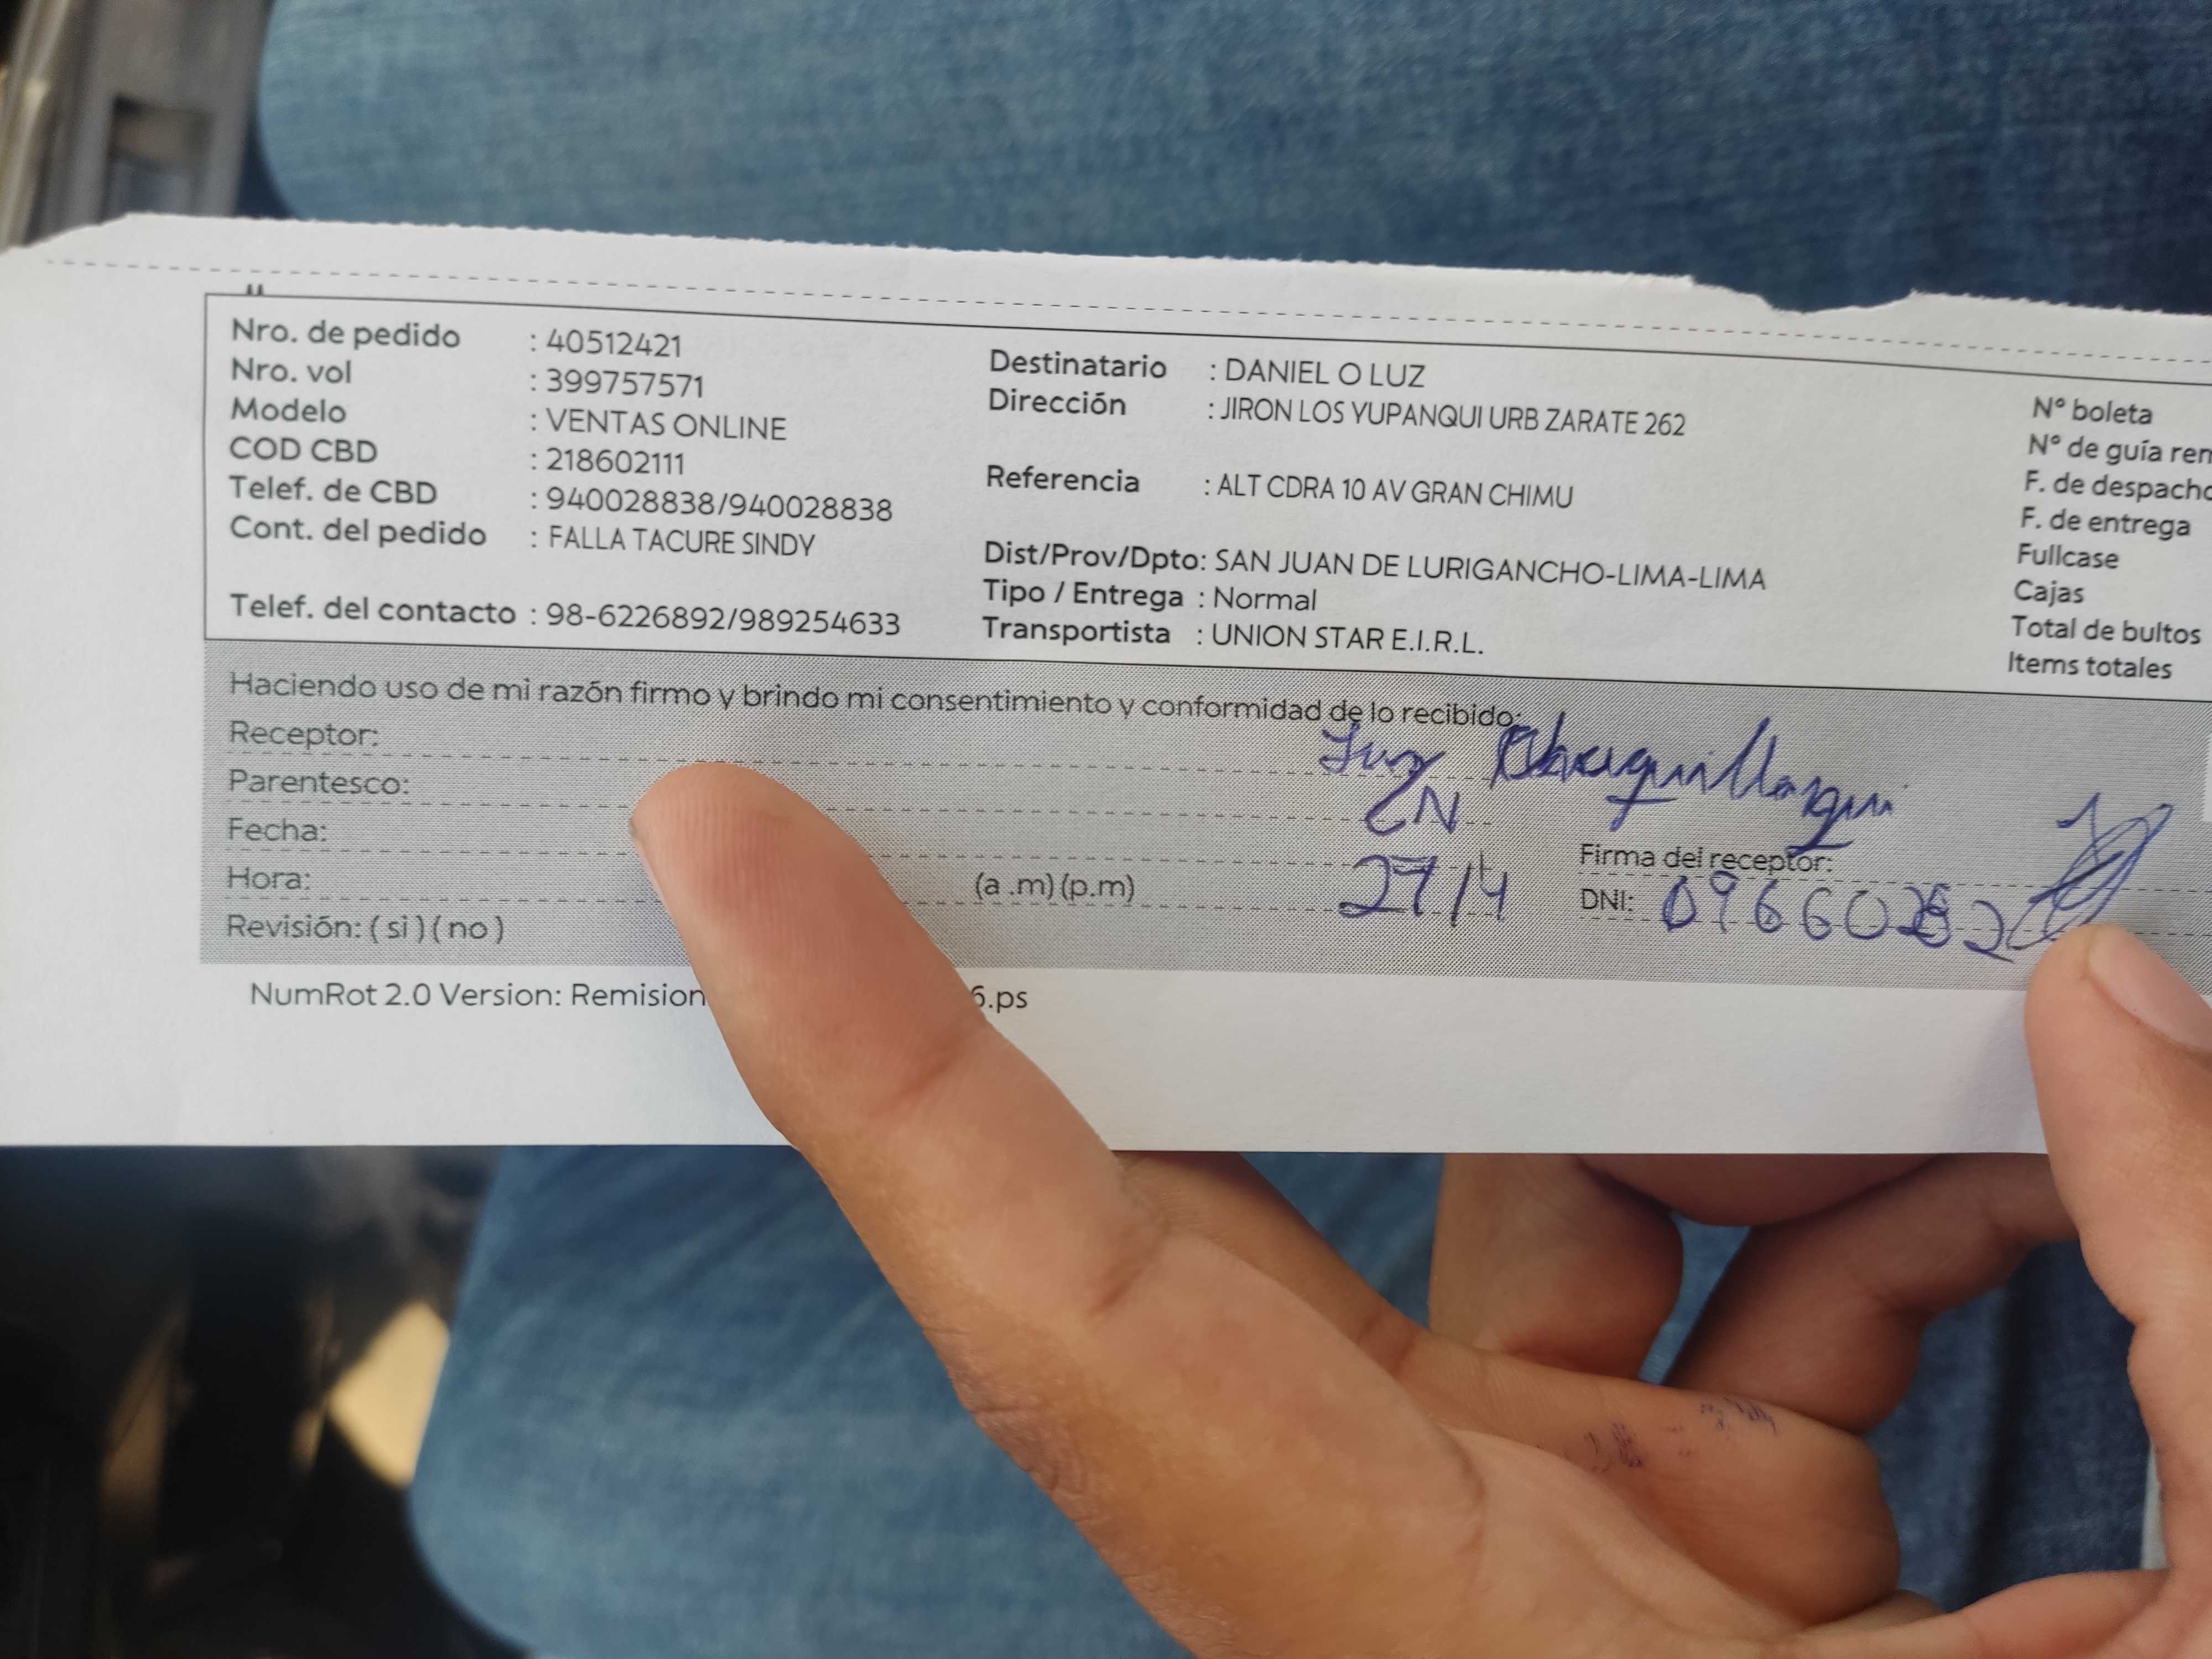 Nro. de pedido : 40512421
Nro. vol : 399757571
Modelo : VENTAS ONLINE
COD CBD : 218602111
Telef. de CBD : 940028838/940028838
Cont. del pedido : FALLA TACURE SINDY
Telef. del contacto : 98-6226892/989254633
Destinatario : DANIEL O LUZ
Dirección : JIRON LOS YUPANQUI URB ZARATE 262
Referencia : ALT CDRA 10 AV GRAN CHIMU
Dist/Prov/Dpto: SAN JUAN DE LURIGANCHO-LIMA-LIMA
Tipo / Entrega : Normal
Transportista : UNION STAR E.I.R.L.
N° boleta
N° de guía
F. de despacho
F. de entrega
Fullcase
Cajas
Total de bultos
Items totales
Haciendo uso de mi razón firmo y brindo mi consentimiento y conformidad de lo recibido:
Receptor: Luz
Parentesco:
Fecha: 27/4
Hora: (a .m) (p.m)
Revisión: ( si ) ( no )
Firma del receptor:
DNI:
NumRot 2.0 Version: Remision 6.ps